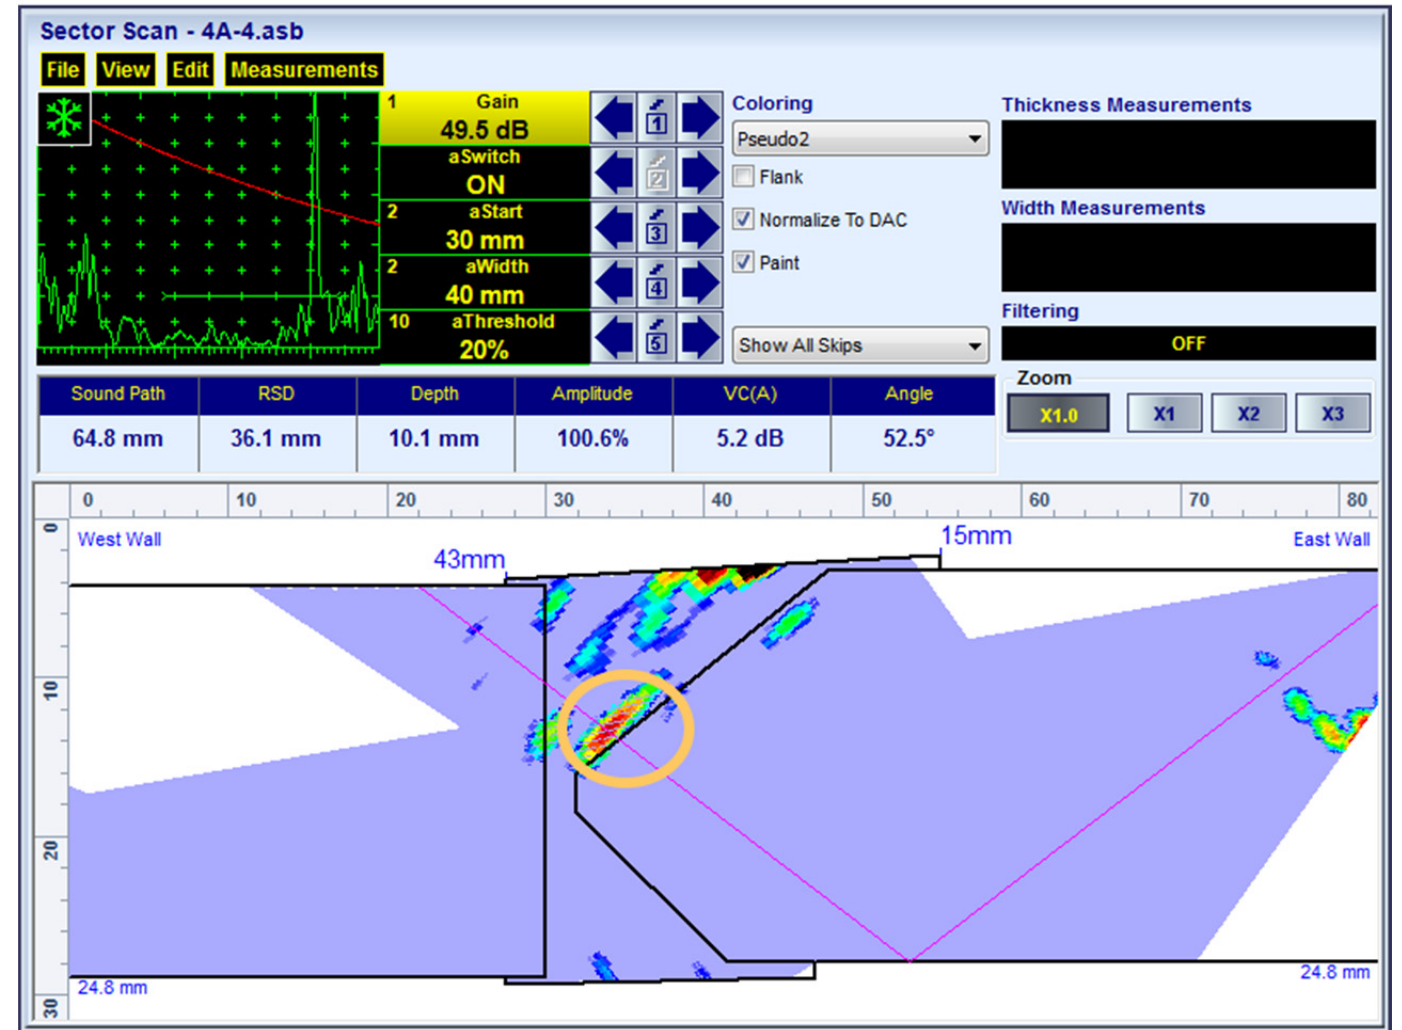 Sector Scan - 4A-4.asb
File View Edit Measurements
1 Gain
49.5 dB
aSwitch
ON
2 aStart
30 mm
2 aWidth
40 mm
10 aThreshold
20%
1
2
3
4
5
Coloring
Pseudo2
Flank
Normalize To DAC
Paint
Show All Skips
Thickness Measurements
Width Measurements
Filtering
OFF
Zoom
X1.0 X1 X2 X3
Sound Path RSD Depth Amplitude VC(A) Angle
64.8 mm 36.1 mm 10.1 mm 100.6% 5.2 dB 52.5°
0 10 20 30 40 50 60 70 80
0
10
20
30
West Wall
43mm
15mm
East Wall
24.8 mm
24.8 mm